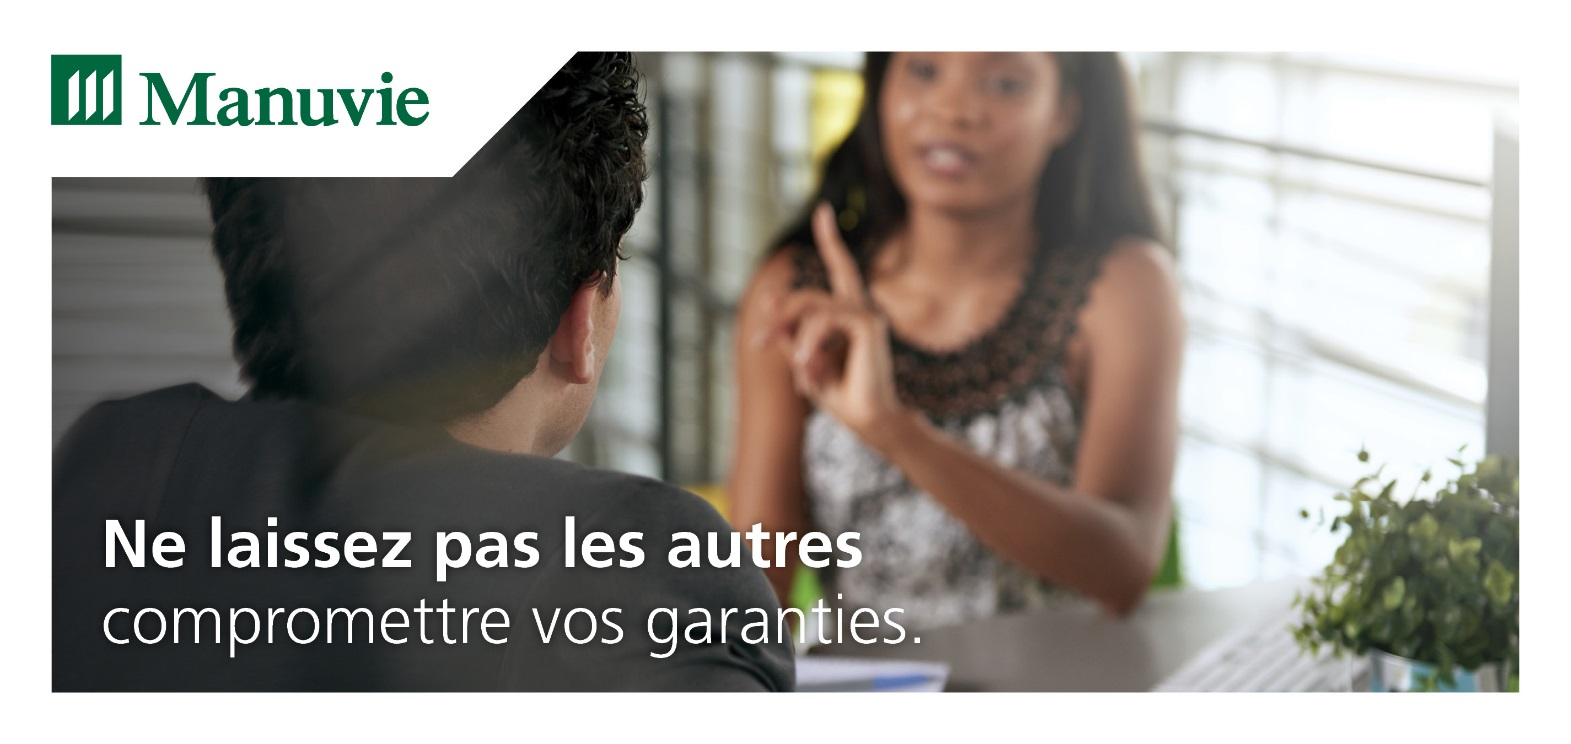 Manuvie
Ne laissez pas les autres
compromettre vos garanties.